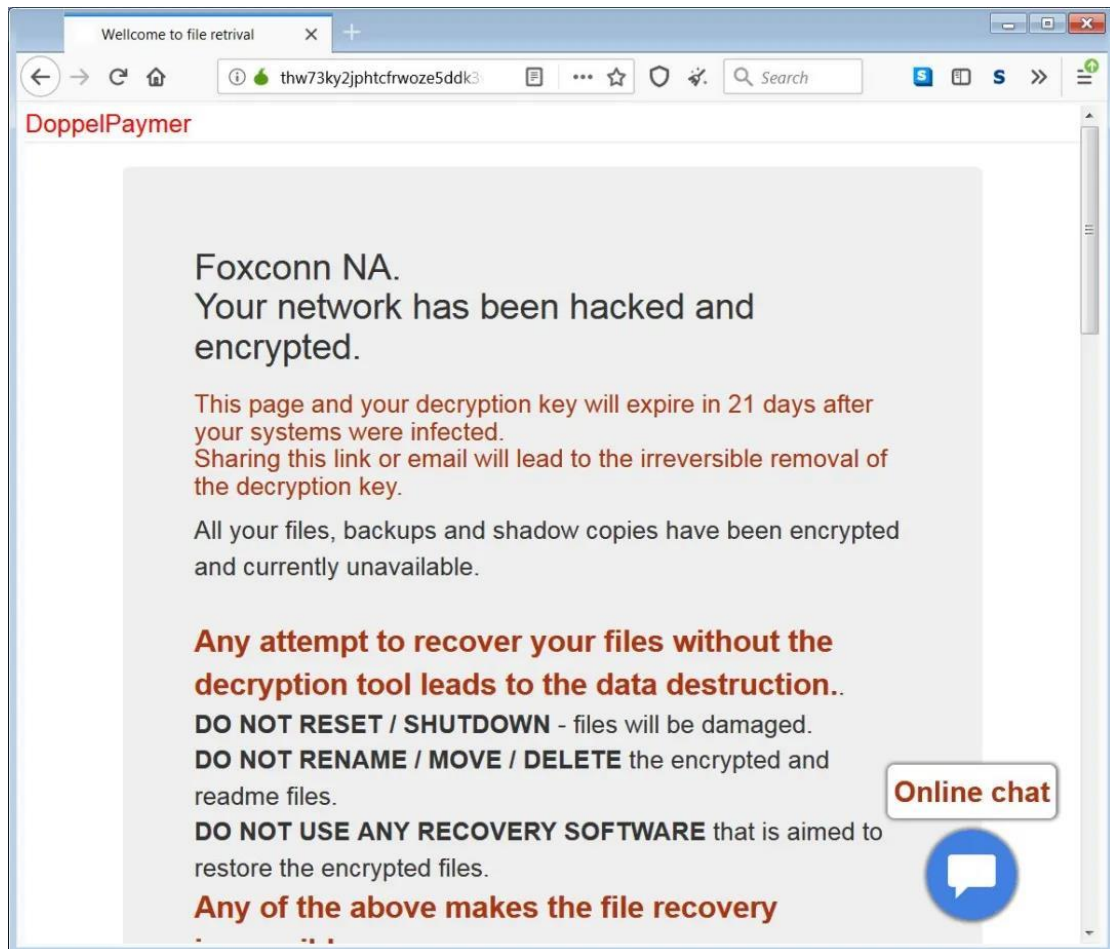 Wellcome to file retrival
thw73ky2jphtcfrwoze5ddk3
Search
DoppelPaymer
Foxconn NA.
Your network has been hacked and
encrypted.
This page and your decryption key will expire in 21 days after
your systems were infected.
Sharing this link or email will lead to the irreversible removal of
the decryption key.
All your files, backups and shadow copies have been encrypted
and currently unavailable.
Any attempt to recover your files without the
decryption tool leads to the data destruction..
DO NOT RESET / SHUTDOWN - files will be damaged.
DO NOT RENAME / MOVE / DELETE the encrypted and
readme files.
DO NOT USE ANY RECOVERY SOFTWARE that is aimed to
restore the encrypted files.
Any of the above makes the file recovery
Online chat